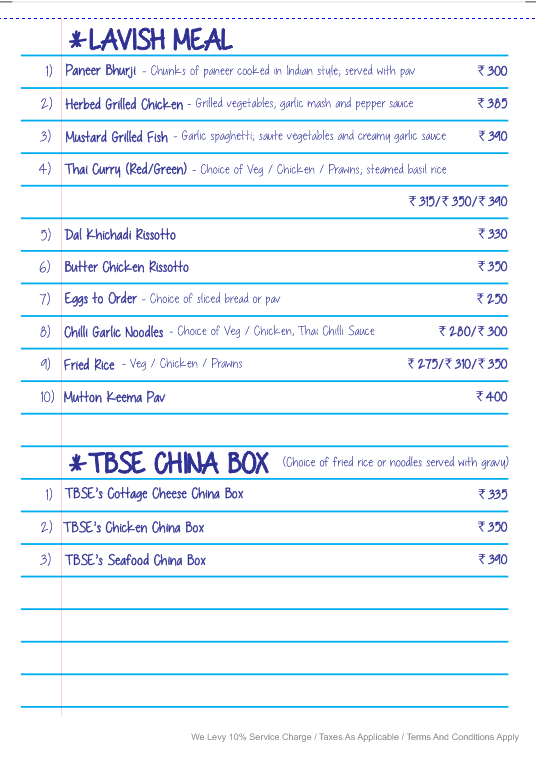 *LAVISH MEAL
1) Paneer Bhurji - Chunks of paneer cooked in Indian style; served with pav ₹ 300
2) Herbed Grilled Chicken - Grilled vegetables, garlic mash and pepper sauce ₹ 385
3) Mustard Grilled Fish - Garlic spaghetti; saute vegetables and creamy garlic sauce ₹ 390
4) Thai Curry (Red/Green) - Choice of Veg / Chicken / Prawns; steamed basil rice
₹ 315/₹ 350/₹ 390
5) Dal Khichadi Rissotto ₹ 330
6) Butter Chicken Rissotto ₹ 350
7) Eggs to Order - Choice of sliced bread or pav ₹ 250
8) Chilli Garlic Noodles - Choice of Veg / Chicken, Thai Chilli Sauce ₹ 280/₹ 300
9) Fried Rice - Veg / Chicken / Prawns ₹ 275/₹ 310/₹ 350
10) Mutton Keema Pav ₹ 400
*TBSE CHINA BOX (Choice of fried rice or noodles served with gravy)
1) TBSE's Cottage Cheese China Box ₹ 335
2) TBSE's Chicken China Box ₹ 350
3) TBSE's Seafood China Box ₹ 390
We Levy 10% Service Charge / Taxes As Applicable / Terms And Conditions Apply